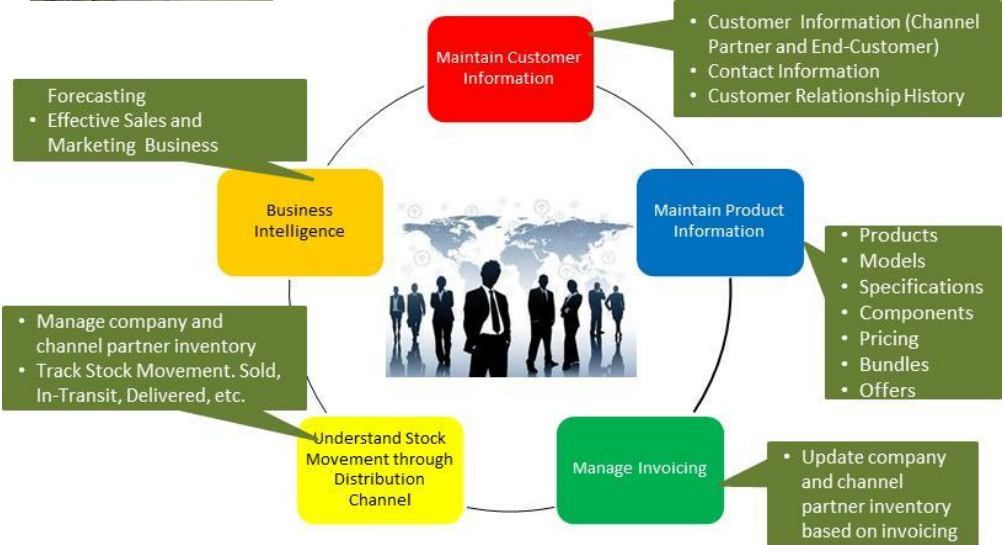 Maintain Customer
Information
• Customer Information (Channel
Partner and End-Customer)
• Contact Information
• Customer Relationship History
Forecasting
• Effective Sales and
Marketing Business
Business
Intelligence
Maintain Product
Information
• Products
• Models
• Specifications
• Components
• Pricing
• Bundles
• Offers
• Manage company and
channel partner inventory
• Track Stock Movement. Sold,
In-Transit, Delivered, etc.
Understand Stock
Movement through
Distribution
Channel
Manage Invoicing
• Update company
and channel
partner inventory
based on invoicing